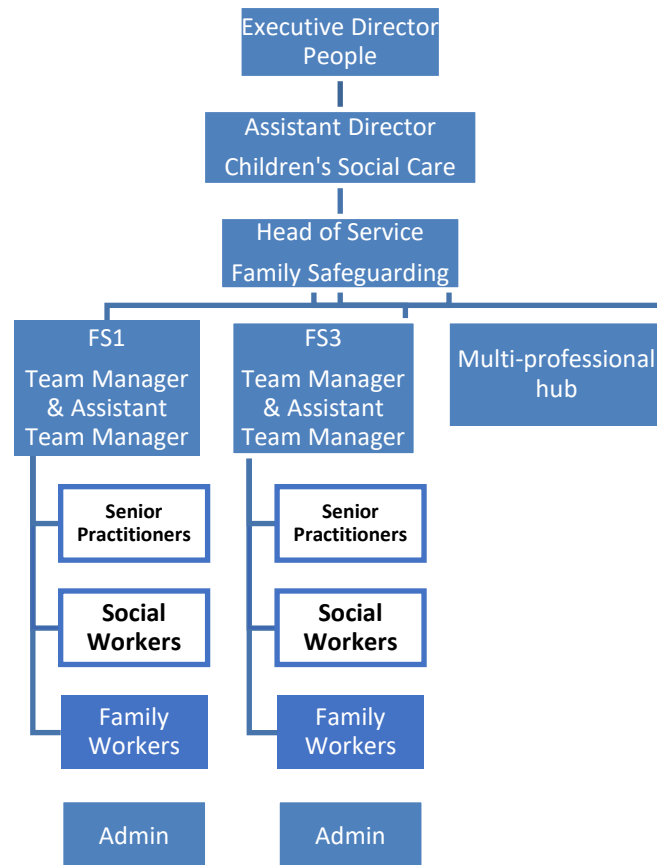 Executive Director
People
Assistant Director
Children's Social Care
Head of Service
Family Safeguarding
FS1
Team Manager
& Assistant
Team Manager
FS3
Team Manager
& Assistant
Team Manager
Multi-professional
hub
Senior
Practitioners
Senior
Practitioners
Social
Workers
Social
Workers
Family
Workers
Family
Workers
Admin
Admin